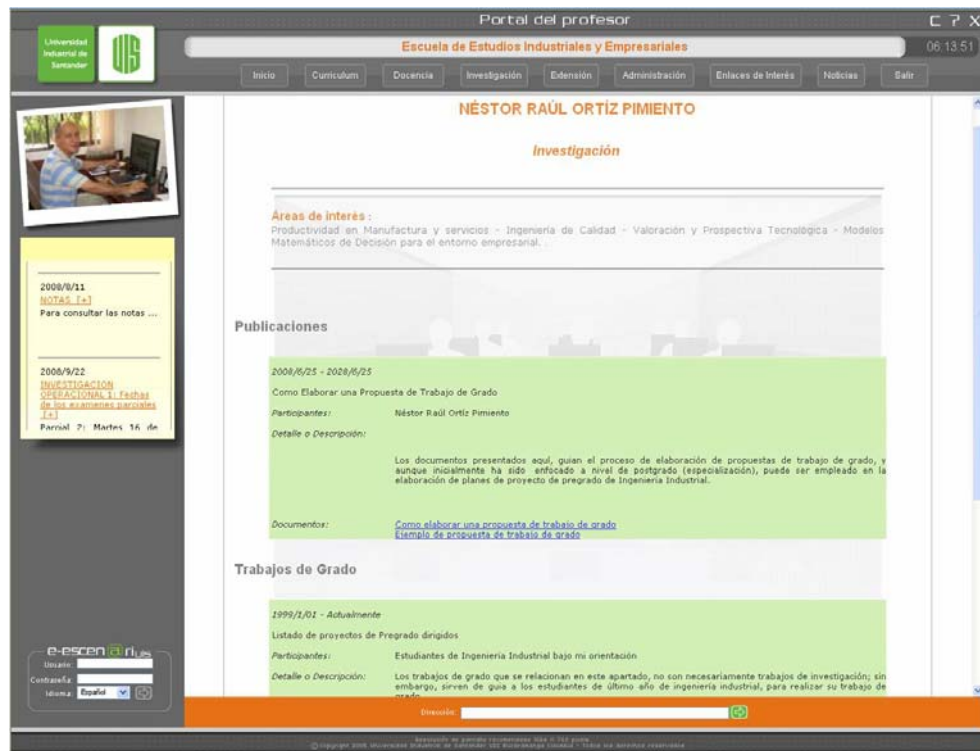 Portal del profesor
C ? X
Universidad
Industrial de
Santander
UIS
Escuela de Estudios Industriales y Empresariales
06:13:51
Inicio
Curriculum
Docencia
Investigación
Extensión
Administración
Enlaces de Interés
Noticias
Salir
NÉSTOR RAÚL ORTÍZ PIMIENTO
Investigación
Áreas de interés :
Productividad en Manufactura y servicios - Ingeniería de Calidad - Valoración y Prospectiva Tecnológica - Modelos
Matemáticos de Decisión para el entorno empresarial. .
2008/8/11
NOTAS [+]
Para consultar las notas ...
2008/9/22
INVESTIGACION
OPERACIONAL 1: Fechas
de los examenes parciales
[+]
Parcial 2: Martes 16 de
Publicaciones
2008/6/25 - 2028/6/25
Como Elaborar una Propuesta de Trabajo de Grado
Participantes: Néstor Raúl Ortíz Pimiento
Detalle o Descripción:
Los documentos presentados aquí, guian el proceso de elaboración de propuestas de trabajo de grado, y
aunque inicialmente ha sido enfocado a nivel de postgrado (especialización), puede ser empleado en la
elaboración de planes de proyecto de pregrado de Ingeniería Industrial.
Documentos: Como elaborar una propuesta de trabajo de grado
Ejemplo de propuesta de trabajo de grado
Trabajos de Grado
1999/1/01 - Actualmente
Listado de proyectos de Pregrado dirigidos
Participantes: Estudiantes de Ingeniería Industrial bajo mi orientación
Detalle o Descripción: Los trabajos de grado que se relacionan en este apartado, no son necesariamente trabajos de investigación; sin
embargo, sirven de guia a los estudiantes de último año de ingeniería industrial, para realizar su trabajo de
grado
e-escen@ri uis
Usuario:
Contraseña:
Idioma: Español
Dirección: